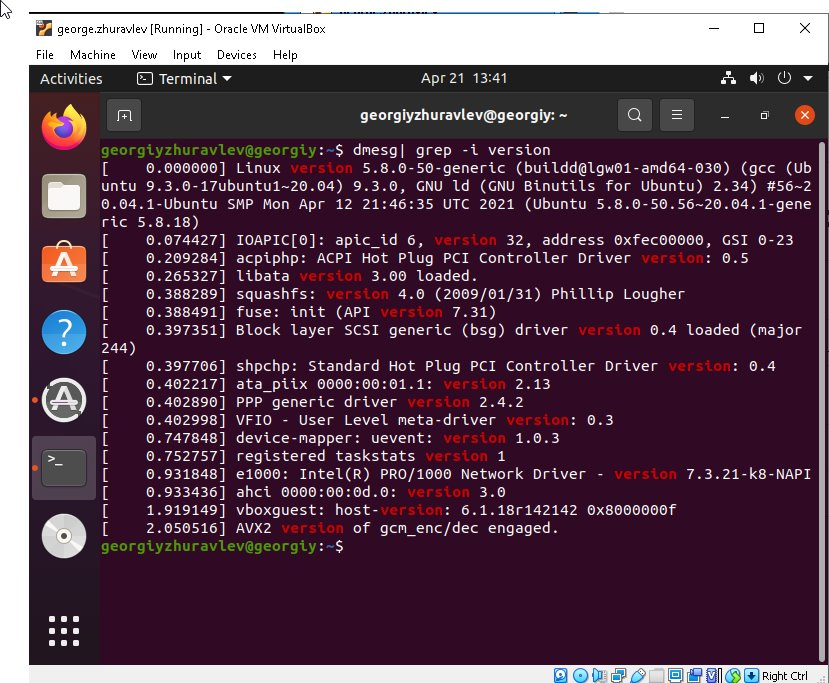 george.zhuravlev [Running] - Oracle VM VirtualBox
File Machine View Input Devices Help
Activities Terminal Apr 21 13:41
georgiyzhuravlev@georgiy: ~
georgiyzhuravlev@georgiy:~$ dmesg| grep -i version
[    0.000000] Linux version 5.8.0-50-generic (buildd@lgw01-amd64-030) (gcc (Ub
untu 9.3.0-17ubuntu1~20.04) 9.3.0, GNU ld (GNU Binutils for Ubuntu) 2.34) #56~2
0.04.1-Ubuntu SMP Mon Apr 12 21:46:35 UTC 2021 (Ubuntu 5.8.0-50.56~20.04.1-gene
ric 5.8.18)
[    0.074427] IOAPIC[0]: apic_id 6, version 32, address 0xfec00000, GSI 0-23
[    0.209284] acpiphp: ACPI Hot Plug PCI Controller Driver version: 0.5
[    0.265327] libata version 3.00 loaded.
[    0.388289] squashfs: version 4.0 (2009/01/31) Phillip Lougher
[    0.388491] fuse: init (API version 7.31)
[    0.397351] Block layer SCSI generic (bsg) driver version 0.4 loaded (major
244)
[    0.397706] shpchp: Standard Hot Plug PCI Controller Driver version: 0.4
[    0.402217] ata_piix 0000:00:01.1: version 2.13
[    0.402890] PPP generic driver version 2.4.2
[    0.402998] VFIO - User Level meta-driver version: 0.3
[    0.747848] device-mapper: uevent: version 1.0.3
[    0.752757] registered taskstats version 1
[    0.931848] e1000: Intel(R) PRO/1000 Network Driver - version 7.3.21-k8-NAPI
[    0.933436] ahci 0000:00:0d.0: version 3.0
[    1.919149] vboxguest: host-version: 6.1.18r142142 0x8000000f
[    2.050516] AVX2 version of gcm_enc/dec engaged.
georgiyzhuravlev@georgiy:~$
Right Ctrl